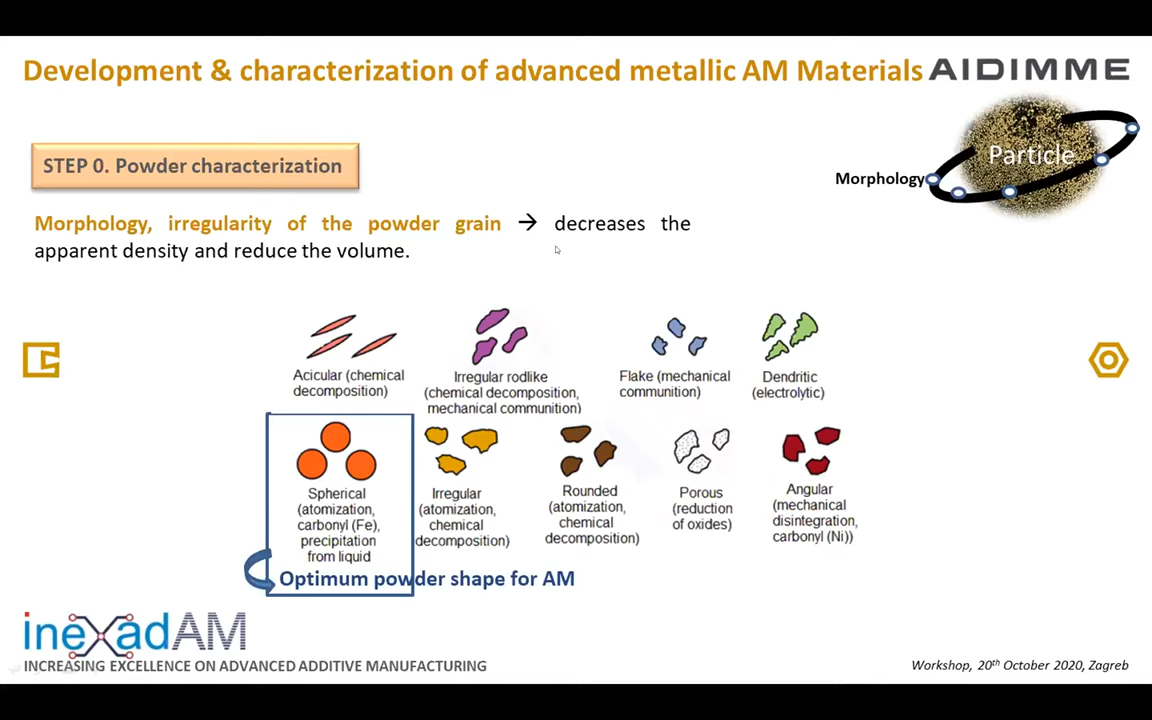 Development & characterization of advanced metallic AM Materials
AIDIMME
STEP 0. Powder characterization
Particle
Morphology
Morphology, irregularity of the powder grain → decreases the
apparent density and reduce the volume.
Acicular (chemical
decomposition)
Irregular rodlike
(chemical decomposition,
mechanical communition)
Flake (mechanical
communition)
Dendritic
(electrolytic)
Spherical
(atomization,
carbonyl (Fe),
precipitation
from liquid
Irregular
(atomization,
chemical
decomposition)
Rounded
(atomization,
chemical
decomposition)
Porous
(reduction
of oxides)
Angular
(mechanical
disintegration,
carbonyl (Ni))
Optimum powder shape for AM
inexadAM
INCREASING EXCELLENCE ON ADVANCED ADDITIVE MANUFACTURING
Workshop, 20th October 2020, Zagreb